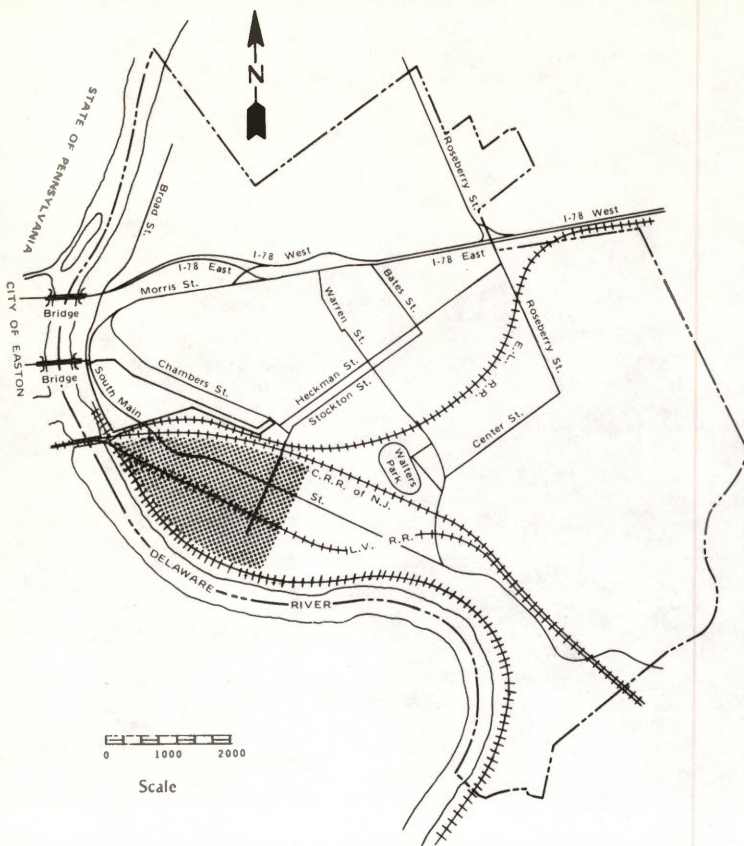 N
STATE OF PENNSYLVANIA
Roseberry St.
Broad St.
I-78 West
I-78 West
I-78 East
I-78 East
CITY OF EASTON
Bridge
Morris St.
Bates St.
Warren St.
Roseberry St.
Bridge
Chambers St.
Heckman St.
Stockton St.
E.-L. R.R.
South Main
Center St.
Walters
Park
C.R.R. of N.J.
St.
L.V. R.R.
DELAWARE RIVER
0 1000 2000
Scale